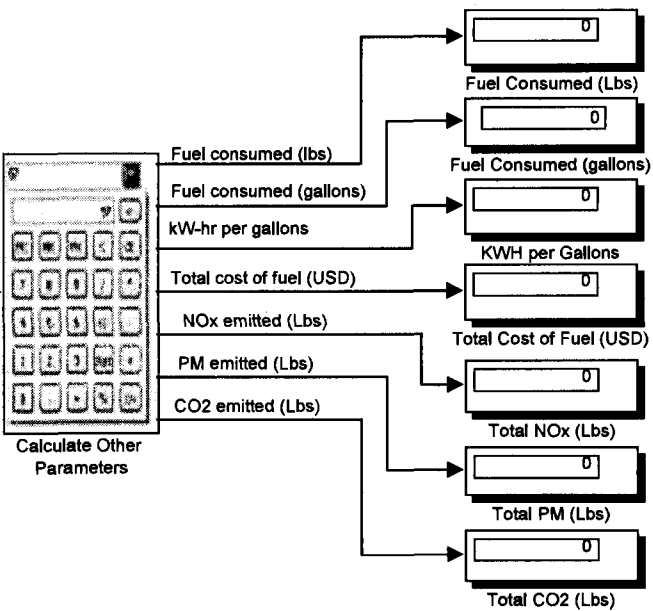 0
Fuel Consumed (Lbs)
0
Fuel Consumed (gallons)
0
KWH per Gallons
0
Total Cost of Fuel (USD)
0
Total NOx (Lbs)
0
Total PM (Lbs)
0
Total CO2 (Lbs)
Fuel consumed (lbs)
Fuel consumed (gallons)
kW-hr per gallons
Total cost of fuel (USD)
NOx emitted (Lbs)
PM emitted (Lbs)
CO2 emitted (Lbs)
Calculate Other
Parameters